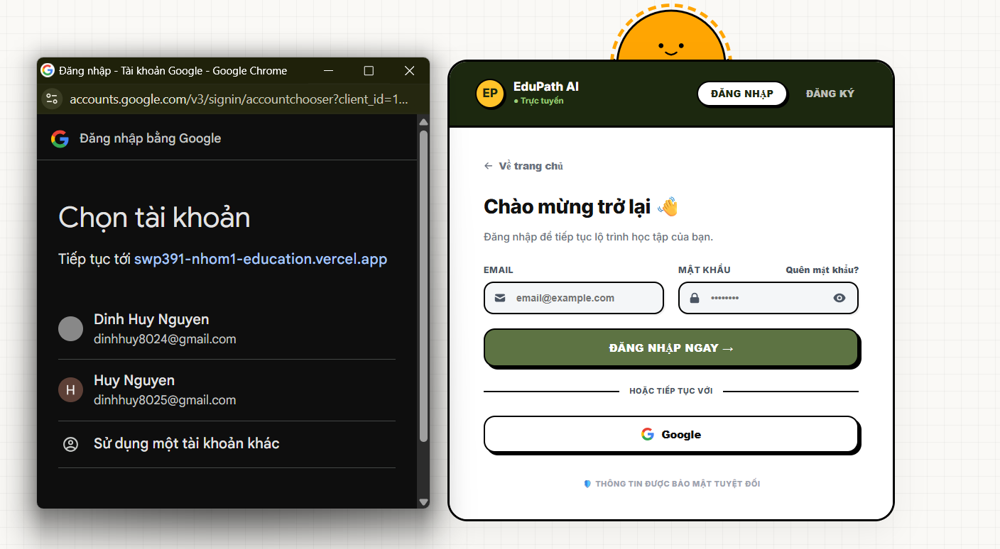 Đăng nhập - Tài khoản Google - Google Chrome
accounts.google.com/v3/signin/accountchooser?client_id=1...
Đăng nhập bằng Google
Chọn tài khoản
Tiếp tục tới swp391-nhom1-education.vercel.app
Dinh Huy Nguyen
dinhhuy8024@gmail.com
H
Huy Nguyen
dinhhuy8025@gmail.com
Sử dụng một tài khoản khác
EP
EduPath AI
● Trực tuyến
ĐĂNG NHẬP
ĐĂNG KÝ
← Về trang chủ
Chào mừng trở lại 👋
Đăng nhập để tiếp tục lộ trình học tập của bạn.
EMAIL
email@example.com
MẬT KHẨU
Quên mật khẩu?
••••••••
ĐĂNG NHẬP NGAY →
HOẶC TIẾP TỤC VỚI
Google
THÔNG TIN ĐƯỢC BẢO MẬT TUYỆT ĐỐI